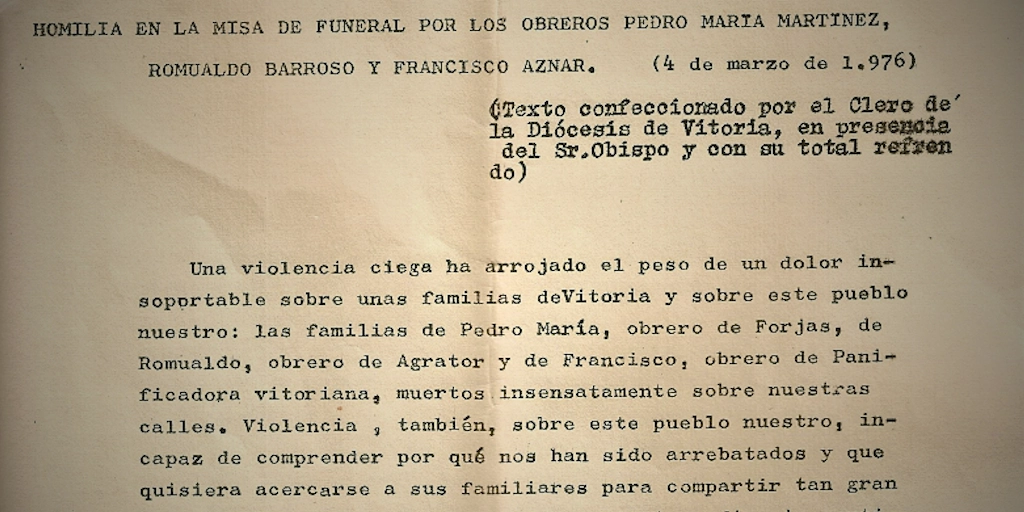 HOMILIA EN LA MISA DE FUNERAL POR LOS OBREROS PEDRO MARIA MARTINEZ,
ROMUALDO BARROSO Y FRANCISCO AZNAR. (4 de marzo de 1.976)
(Texto confeccionado por el Clero de
la Diócesis de Vitoria, en presencia
del Sr.Obispo y con su total refren
do)
Una violencia ciega ha arrojado el peso de un dolor in-
soportable sobre unas familias deVitoria y sobre este pueblo
nuestro: las familias de Pedro María, obrero de Forjas, de
Romualdo, obrero de Agrator y de Francisco, obrero de Pani-
ficadora vitoriana, muertos insensatamente sobre nuestras
calles. Violencia , también, sobre este pueblo nuestro, in-
capaz de comprender por qué nos han sido arrebatados y que
quisiera acercarse a sus familiares para compartir tan gran